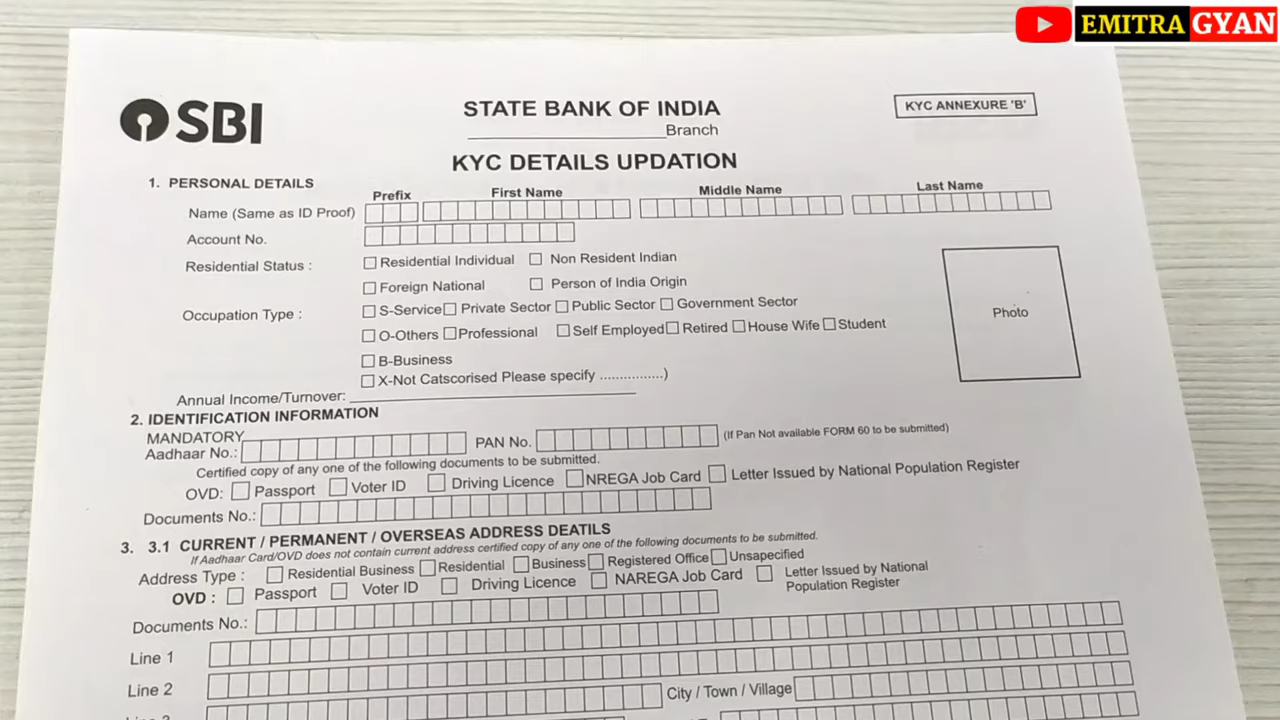 EMITRA GYAN
SBI
STATE BANK OF INDIA
KYC ANNEXURE 'B'
Branch
KYC DETAILS UPDATION
1. PERSONAL DETAILS
Prefix First Name Middle Name Last Name
Name (Same as ID Proof)
Account No.
Residential Status : Residential Individual Non Resident Indian
Foreign National Person of India Origin
Occupation Type : S-Service Private Sector Public Sector Government Sector
O-Others Professional Self Employed Retired House Wife Student
B-Business
X-Not Catscorised Please specify ................)
Photo
Annual Income/Turnover:
2. IDENTIFICATION INFORMATION
MANDATORY
Aadhaar No.: PAN No. (If Pan Not available FORM 60 to be submitted)
Certified copy of any one of the following documents to be submitted.
OVD: Passport Voter ID Driving Licence NREGA Job Card Letter Issued by National Population Register
Documents No.:
3. 3.1 CURRENT / PERMANENT / OVERSEAS ADDRESS DEATILS
If Aadhaar Card/OVD does not contain current address certified copy of any one of the following documents to be submitted.
Address Type : Residential Business Residential Business Registered Office Unsapecified
OVD : Passport Voter ID Driving Licence NAREGA Job Card Letter Issued by National
Population Register
Documents No.:
Line 1
Line 2
City / Town / Village